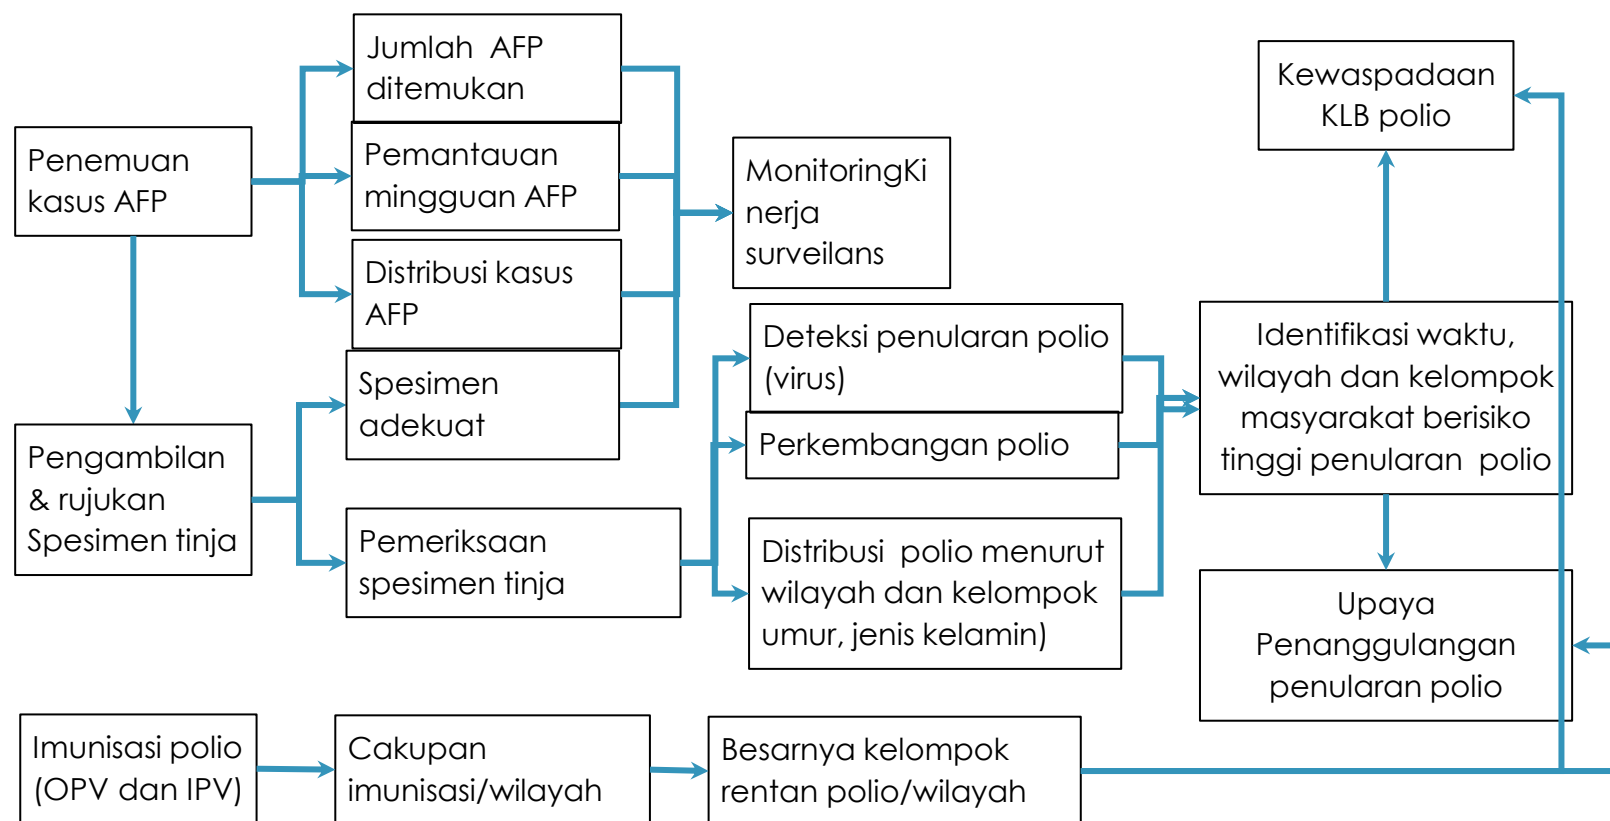 Jumlah AFP
ditemukan
Kewaspadaan
KLB polio
Penemuan
kasus AFP
Pemantauan
mingguan AFP
MonitoringKi
nerja
surveilans
Distribusi kasus
AFP
Deteksi penularan polio
(virus)
Identifikasi waktu,
wilayah dan kelompok
masyarakat berisiko
tinggi penularan polio
Spesimen
adekuat
Perkembangan polio
Pengambilan
& rujukan
Spesimen tinja
Pemeriksaan
spesimen tinja
Distribusi polio menurut
wilayah dan kelompok
umur, jenis kelamin)
Upaya
Penanggulangan
penularan polio
Imunisasi polio
(OPV dan IPV)
Cakupan
imunisasi/wilayah
Besarnya kelompok
rentan polio/wilayah